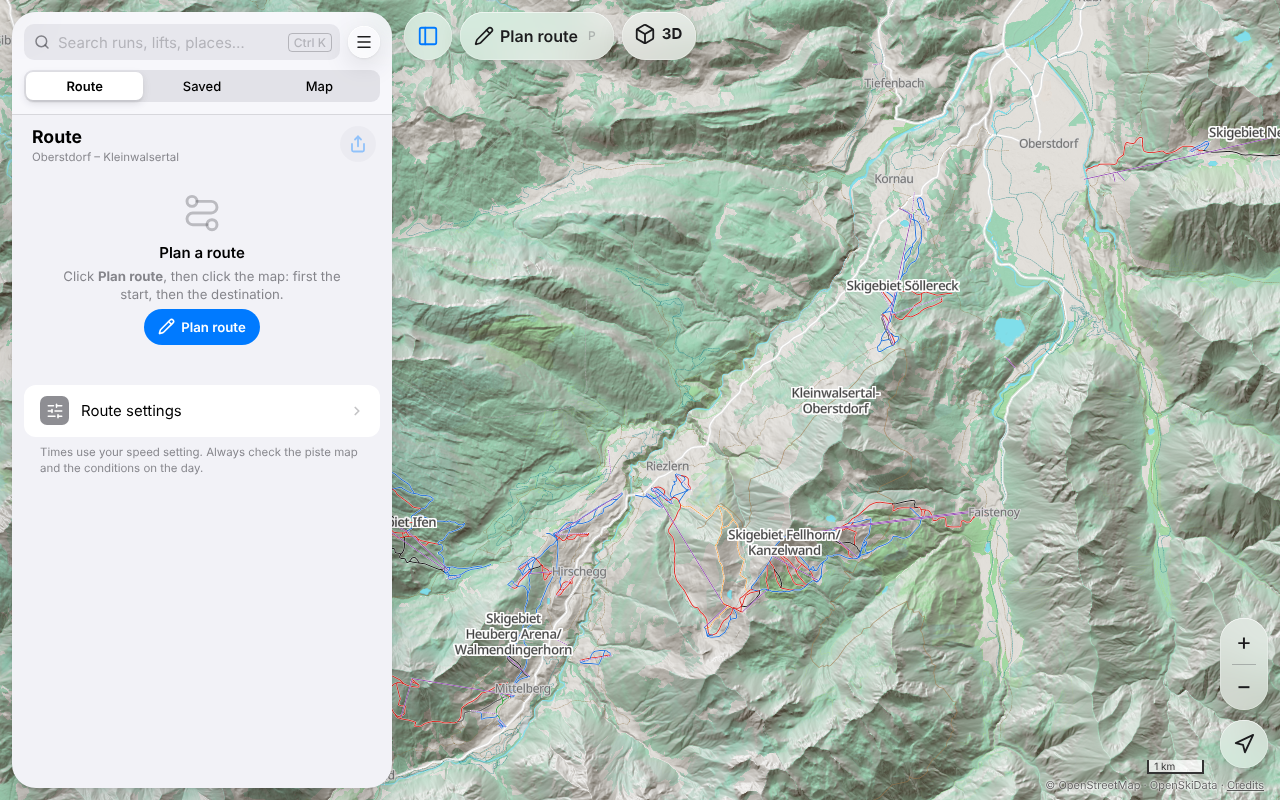 Search runs, lifts, places...
Ctrl K
Route
Saved
Map
Route
Oberstdorf – Kleinwalsertal
Plan a route
Click Plan route, then click the map: first the
start, then the destination.
Plan route
Route settings
Times use your speed setting. Always check the piste map
and the conditions on the day.
Plan route P
3D
Tiefenbach
Oberstdorf
Skigebiet Ne
Kornau
Skigebiet Söllereck
Kleinwalsertal-
Oberstdorf
Riezlern
Faistenoy
biet Ifen
Skigebiet Fellhorn/
Kanzelwand
Hirschegg
Skigebiet
Heuberg Arena/
Walmendingerhorn
Mittelberg
+
−
1 km
© OpenStreetMap · OpenSkiData · Credits